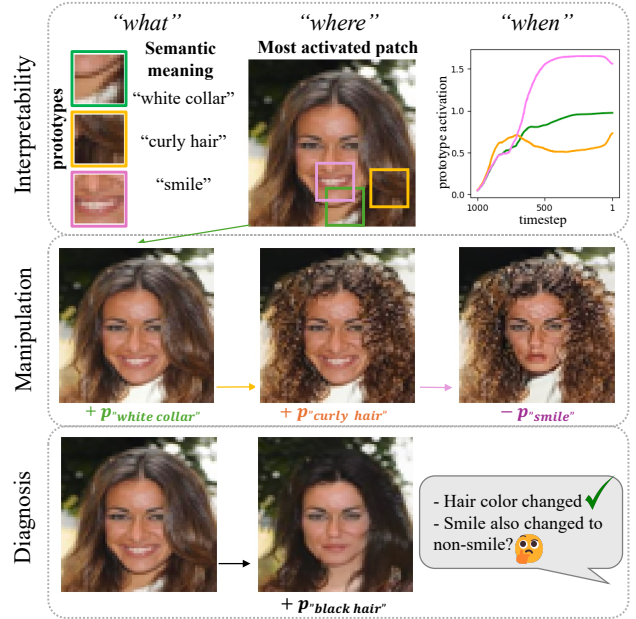 "what"
"where"
"when"
Interpretability
prototypes
Semantic
meaning
"white collar"
"curly hair"
"smile"
Most activated patch
prototype activation
1.5
1.0
0.5
0.0
1000
500
1
timestep
Manipulation
+ p"white collar"
+ p"curly hair"
− p"smile"
Diagnosis
+ p"black hair"
- Hair color changed
- Smile also changed to
non-smile?